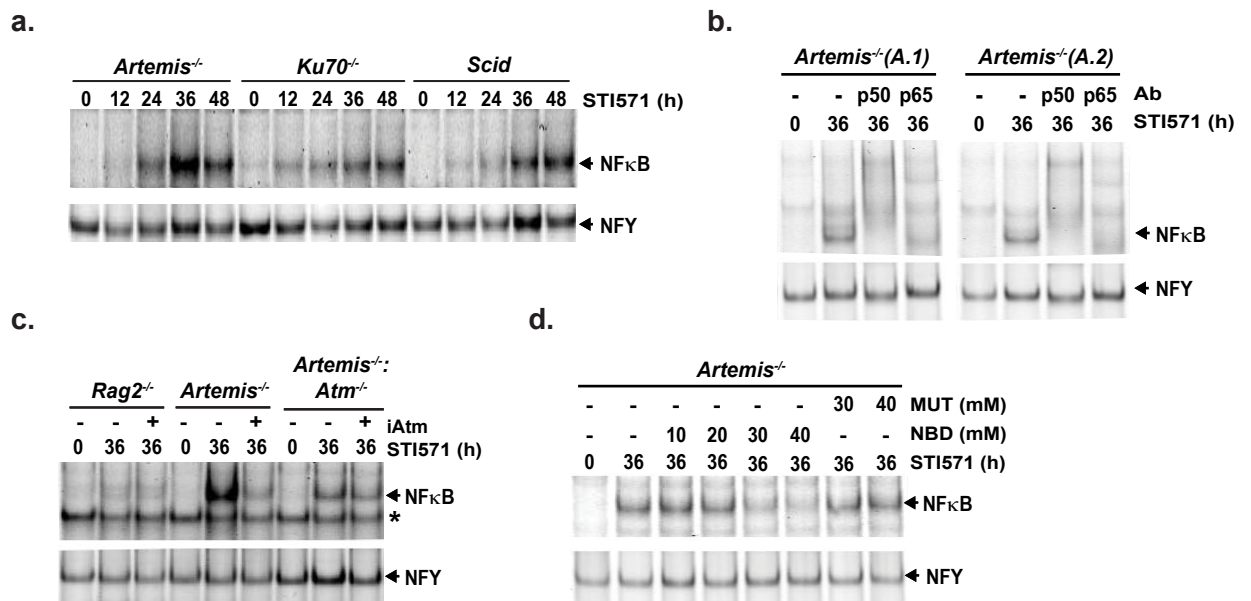 a.
Artemis-/- Ku70-/- Scid
0 12 24 36 48 0 12 24 36 48 0 12 24 36 48 STI571 (h)
NFκB
NFY
b.
Artemis-/-(A.1) Artemis-/-(A.2)
- - p50 p65 - - p50 p65 Ab
0 36 36 36 0 36 36 36 STI571 (h)
NFκB
NFY
c.
Artemis-/-:
Rag2-/- Artemis-/- Atm-/-
- - + - - + - - + iAtm
0 36 36 0 36 36 0 36 36 STI571 (h)
NFκB
*
NFY
d.
Artemis-/-
- - - - - - 30 40 MUT (mM)
- - 10 20 30 40 - - NBD (mM)
0 36 36 36 36 36 36 36 STI571 (h)
NFκB
NFY